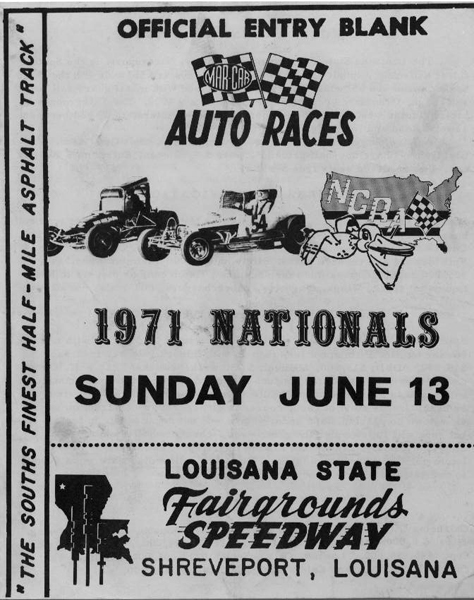 OFFICIAL ENTRY BLANK
MAR-CAR
AUTO RACES
NCRA
1971 NATIONALS
SUNDAY JUNE 13
LOUISANA STATE
Fairgrounds
SPEEDWAY
SHREVEPORT, LOUISANA
"THE SOUTHS FINEST HALF-MILE ASPHALT TRACK"